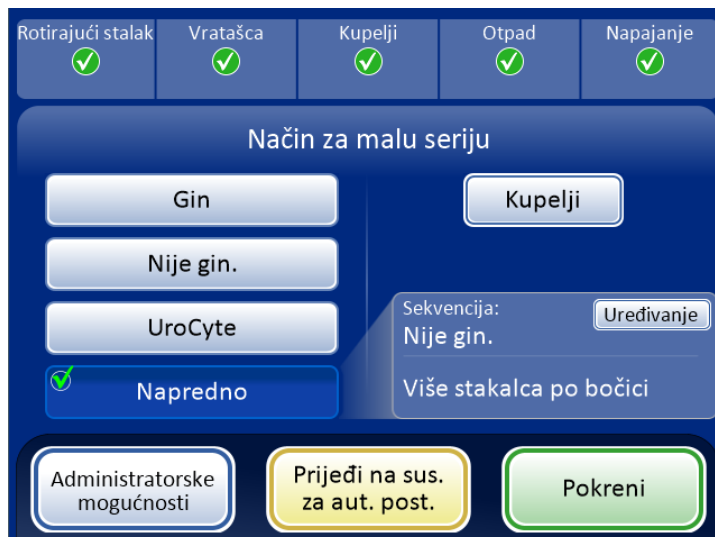 Rotirajući stalak
Vratašca
Kupelji
Otpad
Napajanje
Način za malu seriju
Gin
Kupelji
Nije gin.
UroCyte
Sekvencija:
Uređivanje
Nije gin.
Napredno
Više stakalca po bočici
Administratorske
mogućnosti
Prijeđi na sus.
za aut. post.
Pokreni